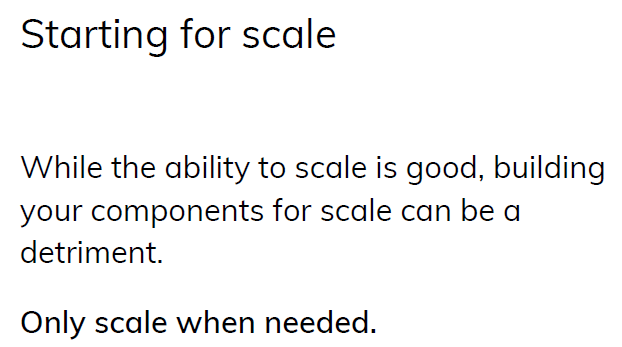 Starting for scale
While the ability to scale is good, building
your components for scale can be a
detriment.
Only scale when needed.